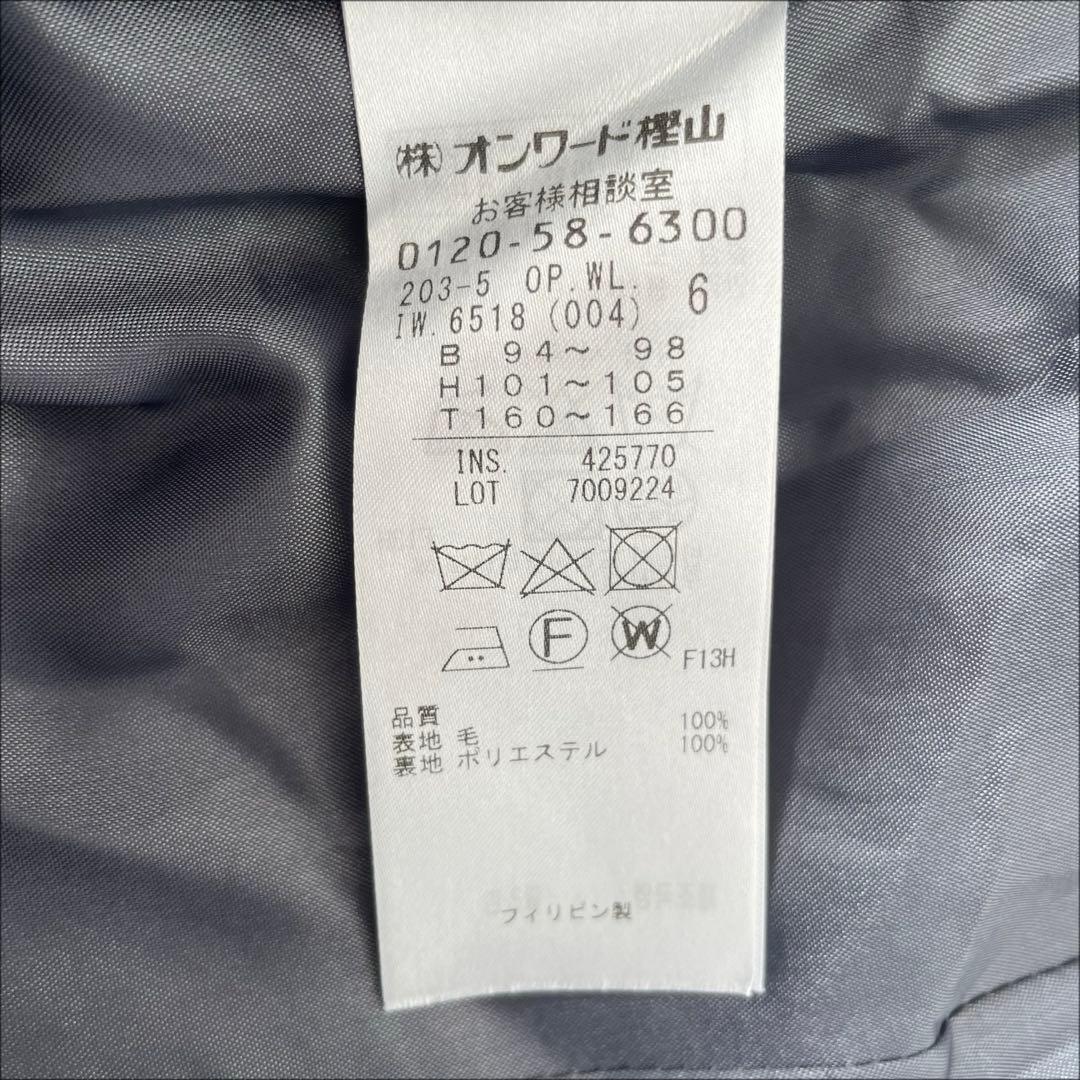 (株)オンワード樫山
お客様相談室
0120-58-6300
203-5 OP.WL.
IW.6518 (004) 6
B 94～ 98
H101～105
T160～166
INS. 425770
LOT 7009224
F W F13H
品質
表地 毛 100%
裏地 ポリエステル 100%
フィリピン製